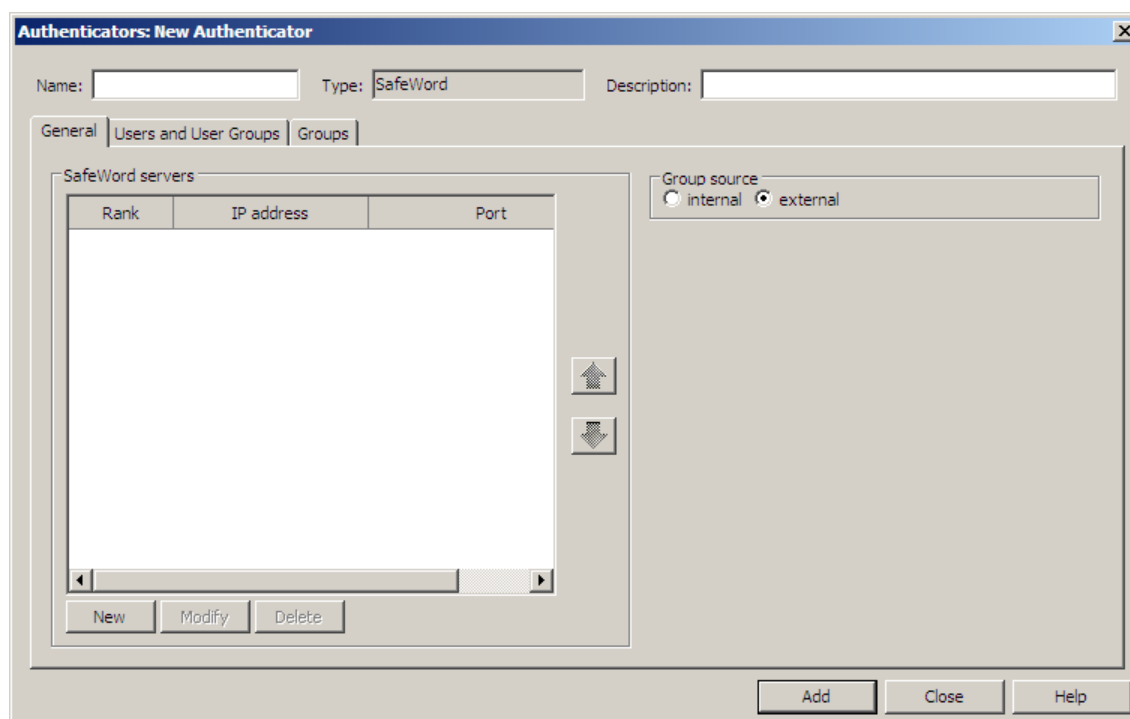 Authenticators: New Authenticator
Name: Type: SafeWord Description:
General Users and User Groups Groups
SafeWord servers Group source
internal external
Rank IP address Port
New Modify Delete
Add Close Help